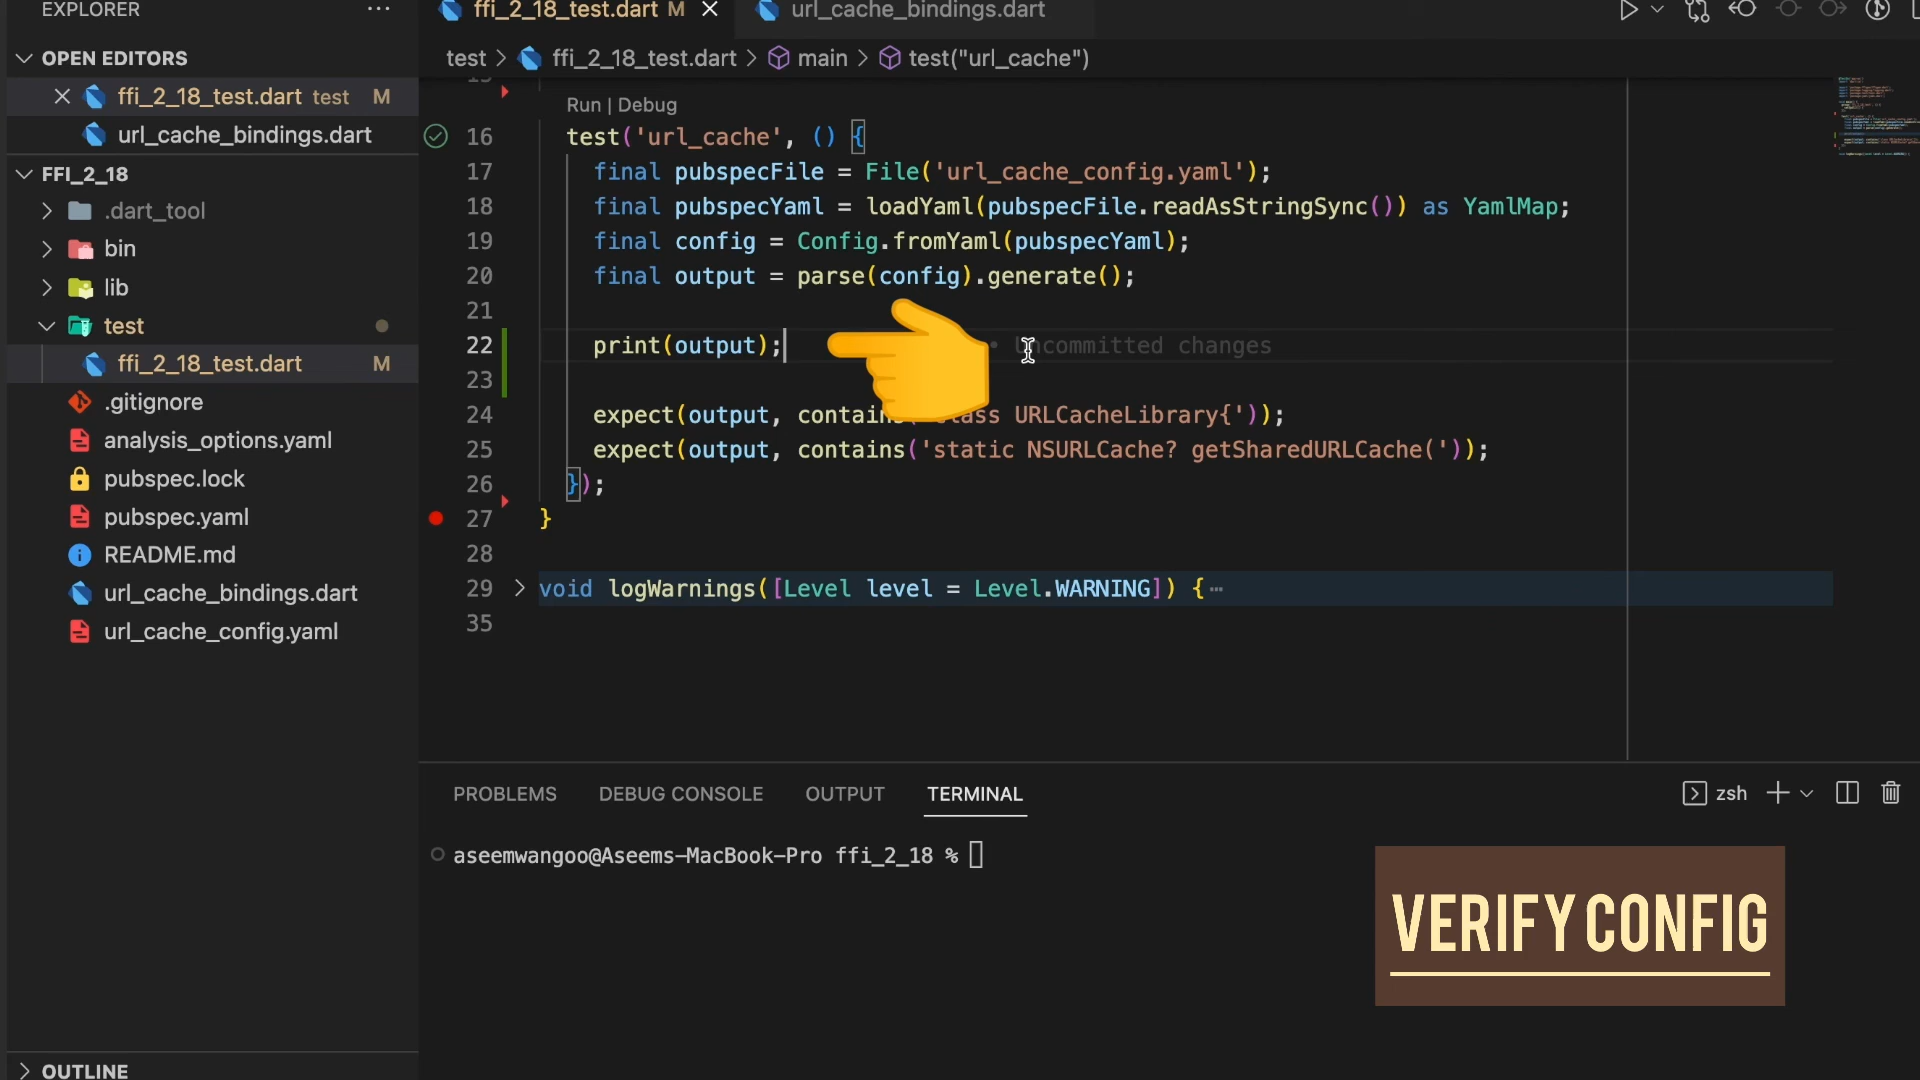 EXPLORER
OPEN EDITORS
ffi_2_18_test.dart test M
url_cache_bindings.dart
FFI_2_18
.dart_tool
bin
lib
test
ffi_2_18_test.dart M
.gitignore
analysis_options.yaml
pubspec.lock
pubspec.yaml
README.md
url_cache_bindings.dart
url_cache_config.yaml
OUTLINE
ffi_2_18_test.dart M
url_cache_bindings.dart
test > ffi_2_18_test.dart > main > test("url_cache")
Run | Debug
16 test('url_cache', () {
17 final pubspecFile = File('url_cache_config.yaml');
18 final pubspecYaml = loadYaml(pubspecFile.readAsStringSync()) as YamlMap;
19 final config = Config.fromYaml(pubspecYaml);
20 final output = parse(config).generate();
21
22 print(output); • Uncommitted changes
23
24 expect(output, contain ass URLCacheLibrary{'));
25 expect(output, contains('static NSURLCache? getSharedURLCache('));
26 });
27 }
28
29 void logWarnings([Level level = Level.WARNING]) {…
35
PROBLEMS
DEBUG CONSOLE
OUTPUT
TERMINAL
zsh
aseemwangoo@Aseems-MacBook-Pro ffi_2_18 %
VERIFY CONFIG